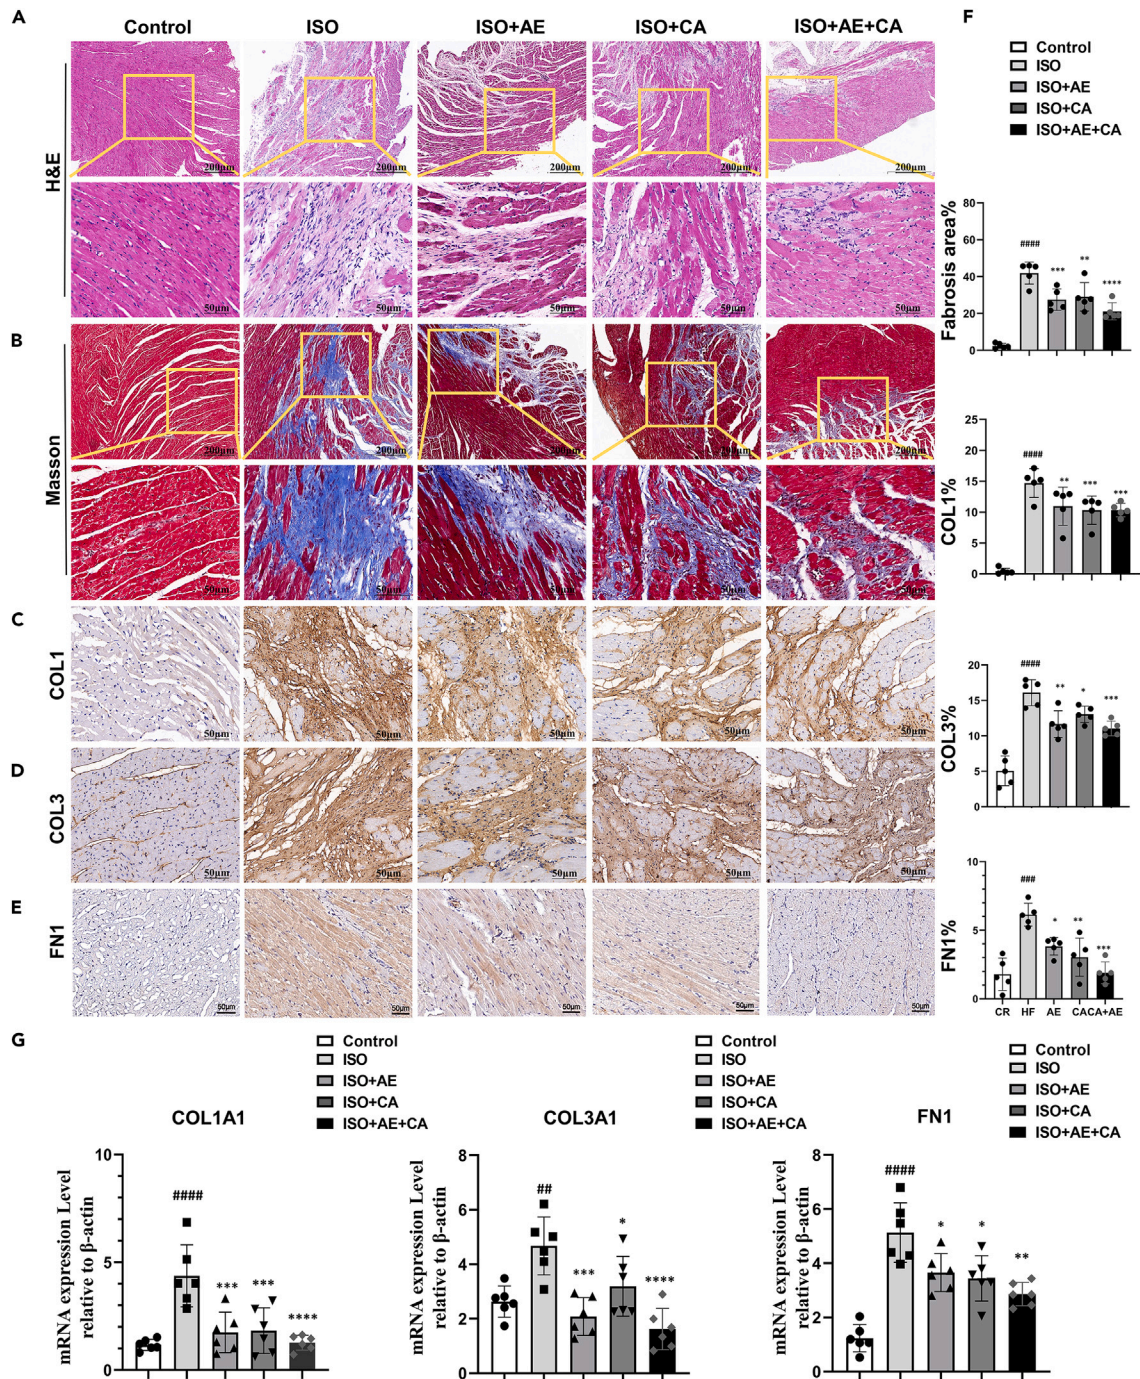 A
Control
ISO
ISO+AE
ISO+CA
ISO+AE+CA
H&E
200μm
200μm
200μm
200μm
200μm
50μm
50μm
50μm
50μm
50μm
B
Masson
200μm
200μm
200μm
200μm
200μm
50μm
50μm
50μm
50μm
50μm
C
COL1
50μm
50μm
50μm
50μm
50μm
D
COL3
50μm
50μm
50μm
50μm
50μm
E
FN1
50μm
50μm
50μm
50μm
50μm
F
Control
ISO
ISO+AE
ISO+CA
ISO+AE+CA
Fabrosis area%
80
60
40
20
0
####
***
**
****
COL1%
25
20
15
10
5
0
####
**
***
***
COL3%
20
15
10
5
0
####
**
*
***
FN1%
10
5
0
###
*
**
***
CR
HF
AE
CA
CA+AE
G
Control
ISO
ISO+AE
ISO+CA
ISO+AE+CA
COL1A1
mRNA expression Level
relative to β-actin
10
5
0
####
***
***
****
Control
ISO
ISO+AE
ISO+CA
ISO+AE+CA
COL3A1
mRNA expression Level
relative to β-actin
8
6
4
2
0
##
***
*
****
Control
ISO
ISO+AE
ISO+CA
ISO+AE+CA
FN1
mRNA expression Level
relative to β-actin
8
6
4
2
0
####
*
*
**